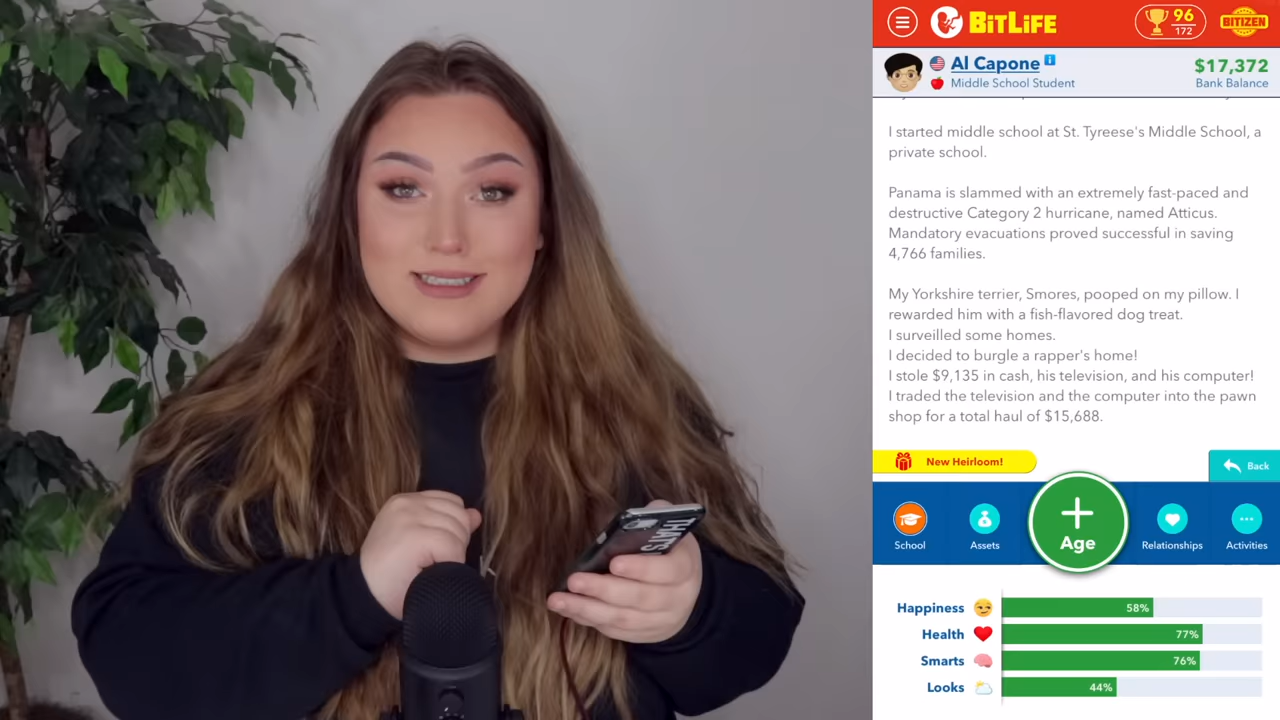 BITLIFE
96
172
BITIZEN
Al Capone i
Middle School Student
$17,372
Bank Balance
I started middle school at St. Tyreese's Middle School, a
private school.
Panama is slammed with an extremely fast-paced and
destructive Category 2 hurricane, named Atticus.
Mandatory evacuations proved successful in saving
4,766 families.
My Yorkshire terrier, Smores, pooped on my pillow. I
rewarded him with a fish-flavored dog treat.
I surveilled some homes.
I decided to burgle a rapper's home!
I stole $9,135 in cash, his television, and his computer!
I traded the television and the computer into the pawn
shop for a total haul of $15,688.
New Heirloom!
Back
School
Assets
+
Age
Relationships
Activities
Happiness 58%
Health 77%
Smarts 76%
Looks 44%
THAT'S